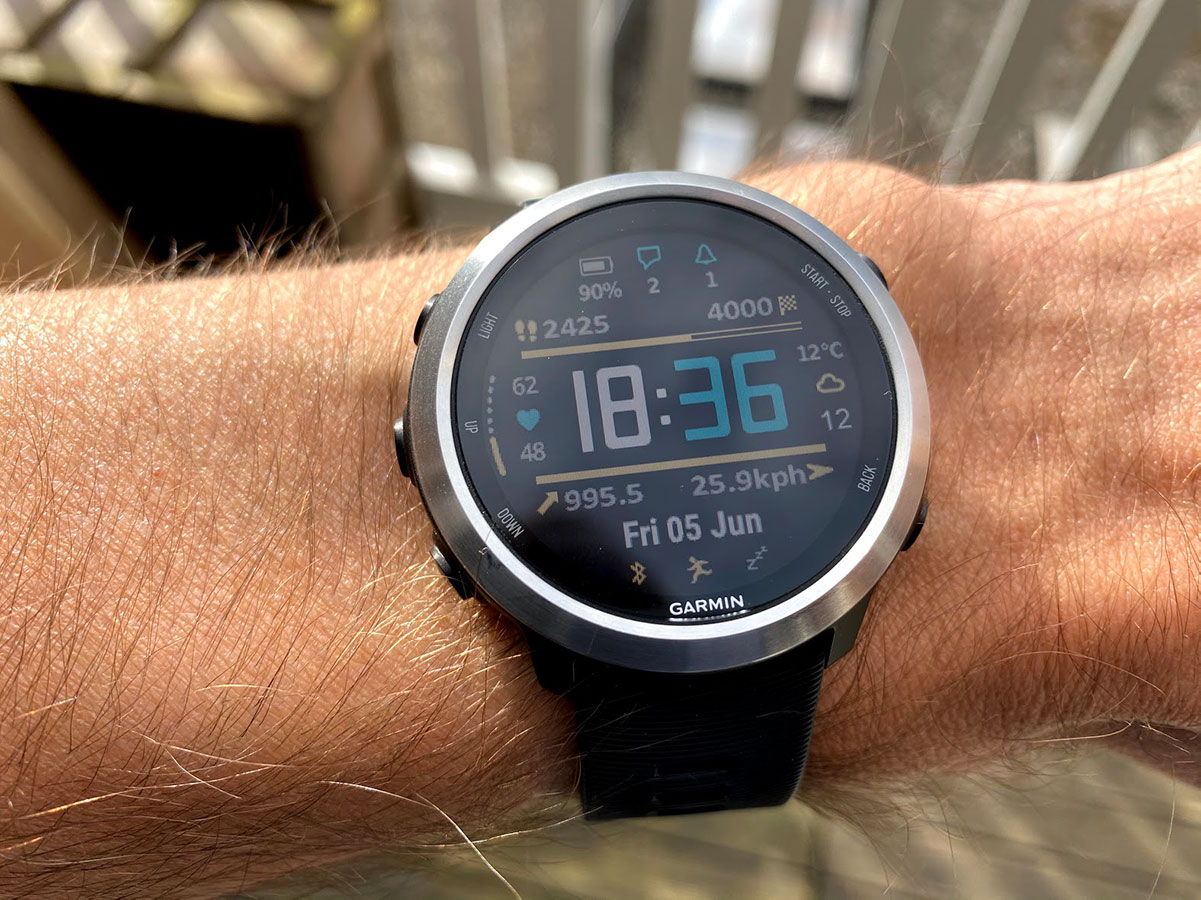 90% 2 1
2425 4000
LIGHT
START · STOP
62 18:36 12°C
UP
48 12
BACK
995.5 25.9kph
DOWN
Fri 05 Jun
zzz
GARMIN